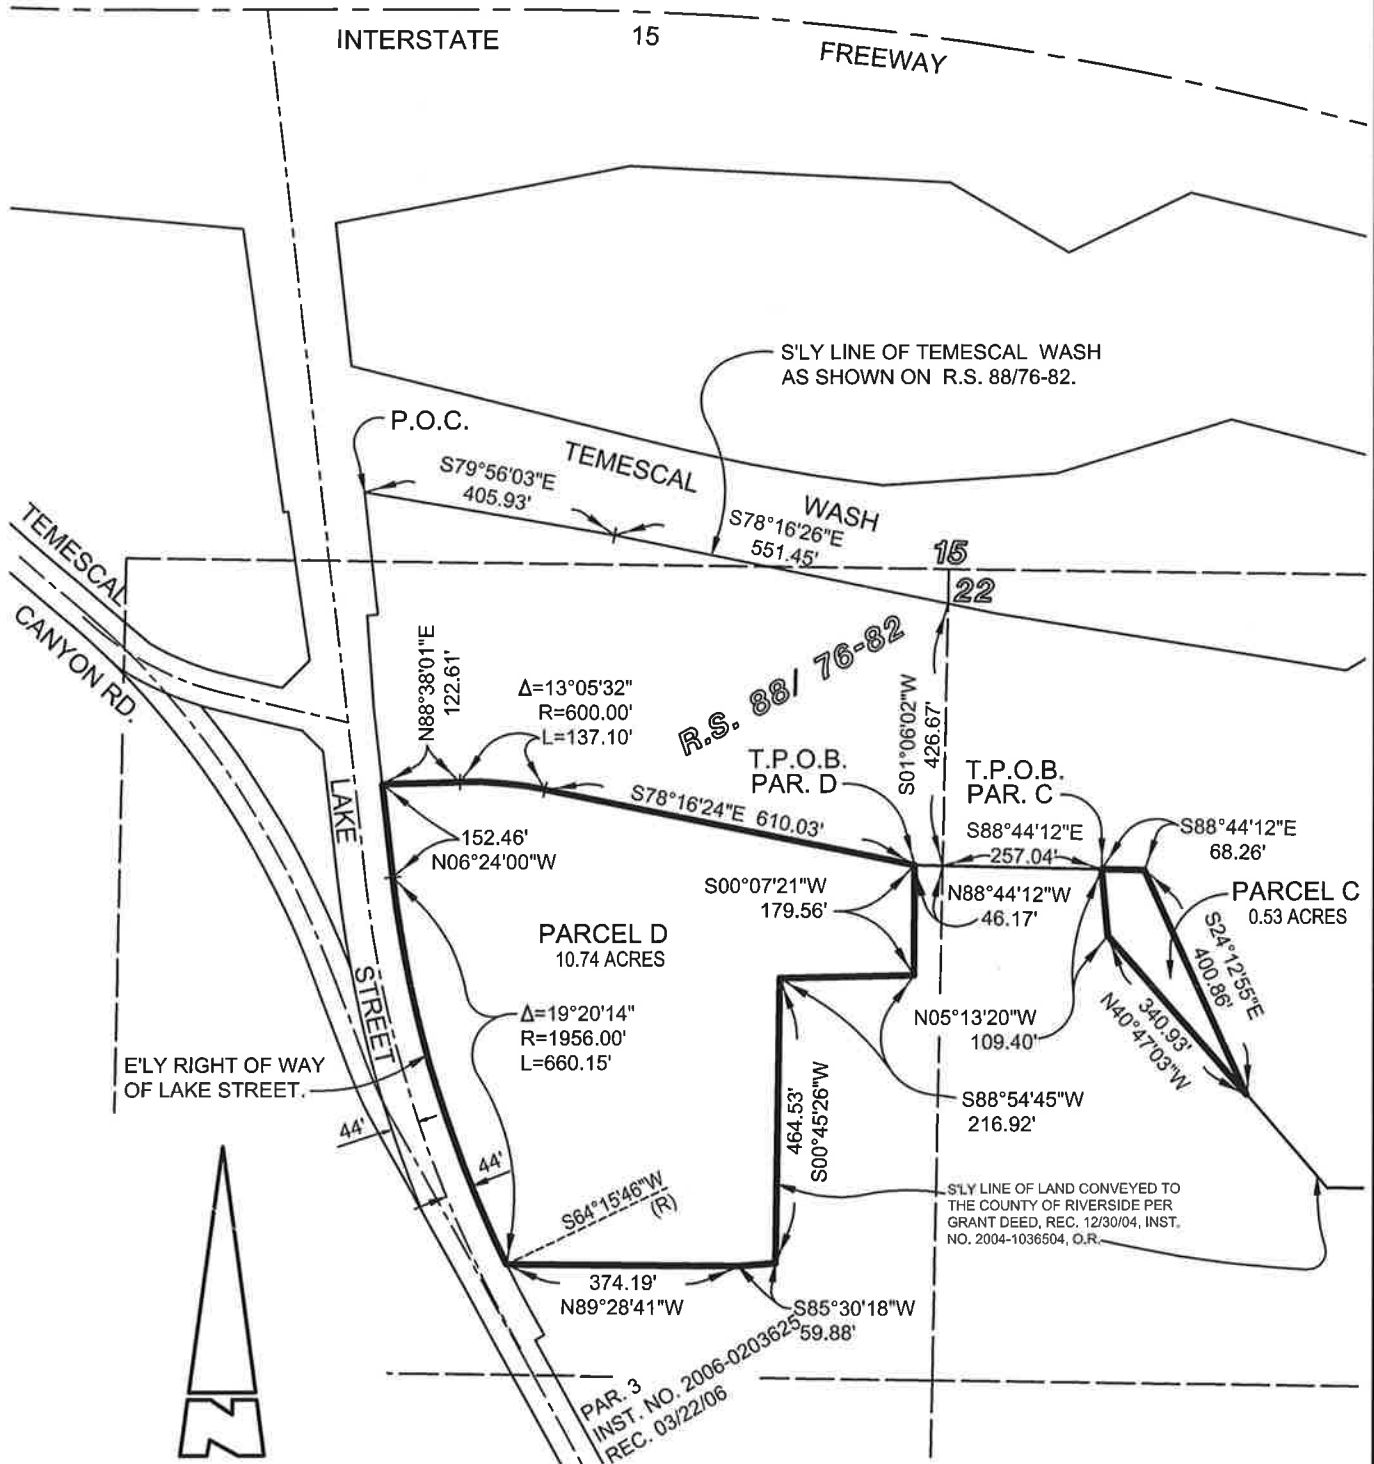 INTERSTATE 15 FREEWAY
S'LY LINE OF TEMESCAL WASH
AS SHOWN ON R.S. 88/76-82.
P.O.C.
S79°56'03"E
405.93'
TEMESCAL WASH
S78°16'26"E
551.45'
15
22
TEMESCAL
CANYON RD.
R.S. 88/ 76-82
N88°38'01"E
122.61'
Δ=13°05'32"
R=600.00'
L=137.10'
S01°06'02"W
426.67'
T.P.O.B.
PAR. D
T.P.O.B.
PAR. C
S78°16'24"E 610.03'
S88°44'12"E
257.04'
S88°44'12"E
68.26'
LAKE STREET
152.46'
N06°24'00"W
S00°07'21"W
179.56'
N88°44'12"W
46.17'
PARCEL C
0.53 ACRES
PARCEL D
10.74 ACRES
S24°12'55"E
400.86'
Δ=19°20'14"
R=1956.00'
L=660.15'
N05°13'20"W
109.40'
340.93'
N40°47'03"W
E'LY RIGHT OF WAY
OF LAKE STREET.
464.53'
S00°45'26"W
S88°54'45"W
216.92'
44'
44'
S64°15'46"W
(R)
S'LY LINE OF LAND CONVEYED TO
THE COUNTY OF RIVERSIDE PER
GRANT DEED, REC. 12/30/04, INST.
NO. 2004-1036504, O.R.
374.19'
N89°28'41"W
S85°30'18"W
59.88'
PAR. 3
INST. NO. 2006-0203625
REC. 03/22/06
N